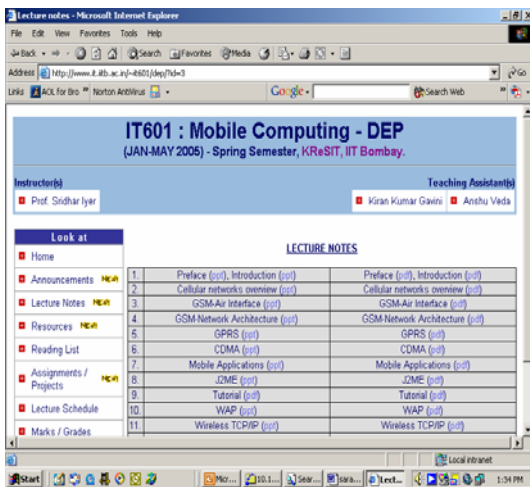 Lecture notes - Microsoft Internet Explorer
File Edit View Favorites Tools Help
Back Search Favorites Media
Address http://www.it.iitb.ac.in/~it601/dep/?id=3 Go
Links AOL for Bro Norton AntiVirus Google Search Web
IT601 : Mobile Computing - DEP
(JAN-MAY 2005) - Spring Semester, KReSIT, IIT Bombay.
Instructor(s) Teaching Assistant(s)
Prof. Sridhar Iyer Kiran Kumar Gavini Anshu Veda
Look at
Home
Announcements NEW
Lecture Notes NEW
Resources NEW
Reading List
Assignments / Projects NEW
Lecture Schedule
Marks / Grades
LECTURE NOTES
1. Preface (ppt), Introduction (ppt) Preface (pdf), Introduction (pdf)
2. Cellular networks overview (ppt) Cellular networks overview (pdf)
3. GSM-Air Interface (ppt) GSM-Air Interface (pdf)
4. GSM-Network Architecture (ppt) GSM-Network Architecture (pdf)
5. GPRS (ppt) GPRS (pdf)
6. CDMA (ppt) CDMA (pdf)
7. Mobile Applications (ppt) Mobile Applications (pdf)
8. J2ME (ppt) J2ME (pdf)
9. Tutorial (ppt) Tutorial (pdf)
10. WAP (ppt) WAP (pdf)
11. Wireless TCP/IP (ppt) Wireless TCP/IP (pdf)
Local intranet
Start Micr... 10.1... Sear... sara... Lect... 1:34 PM